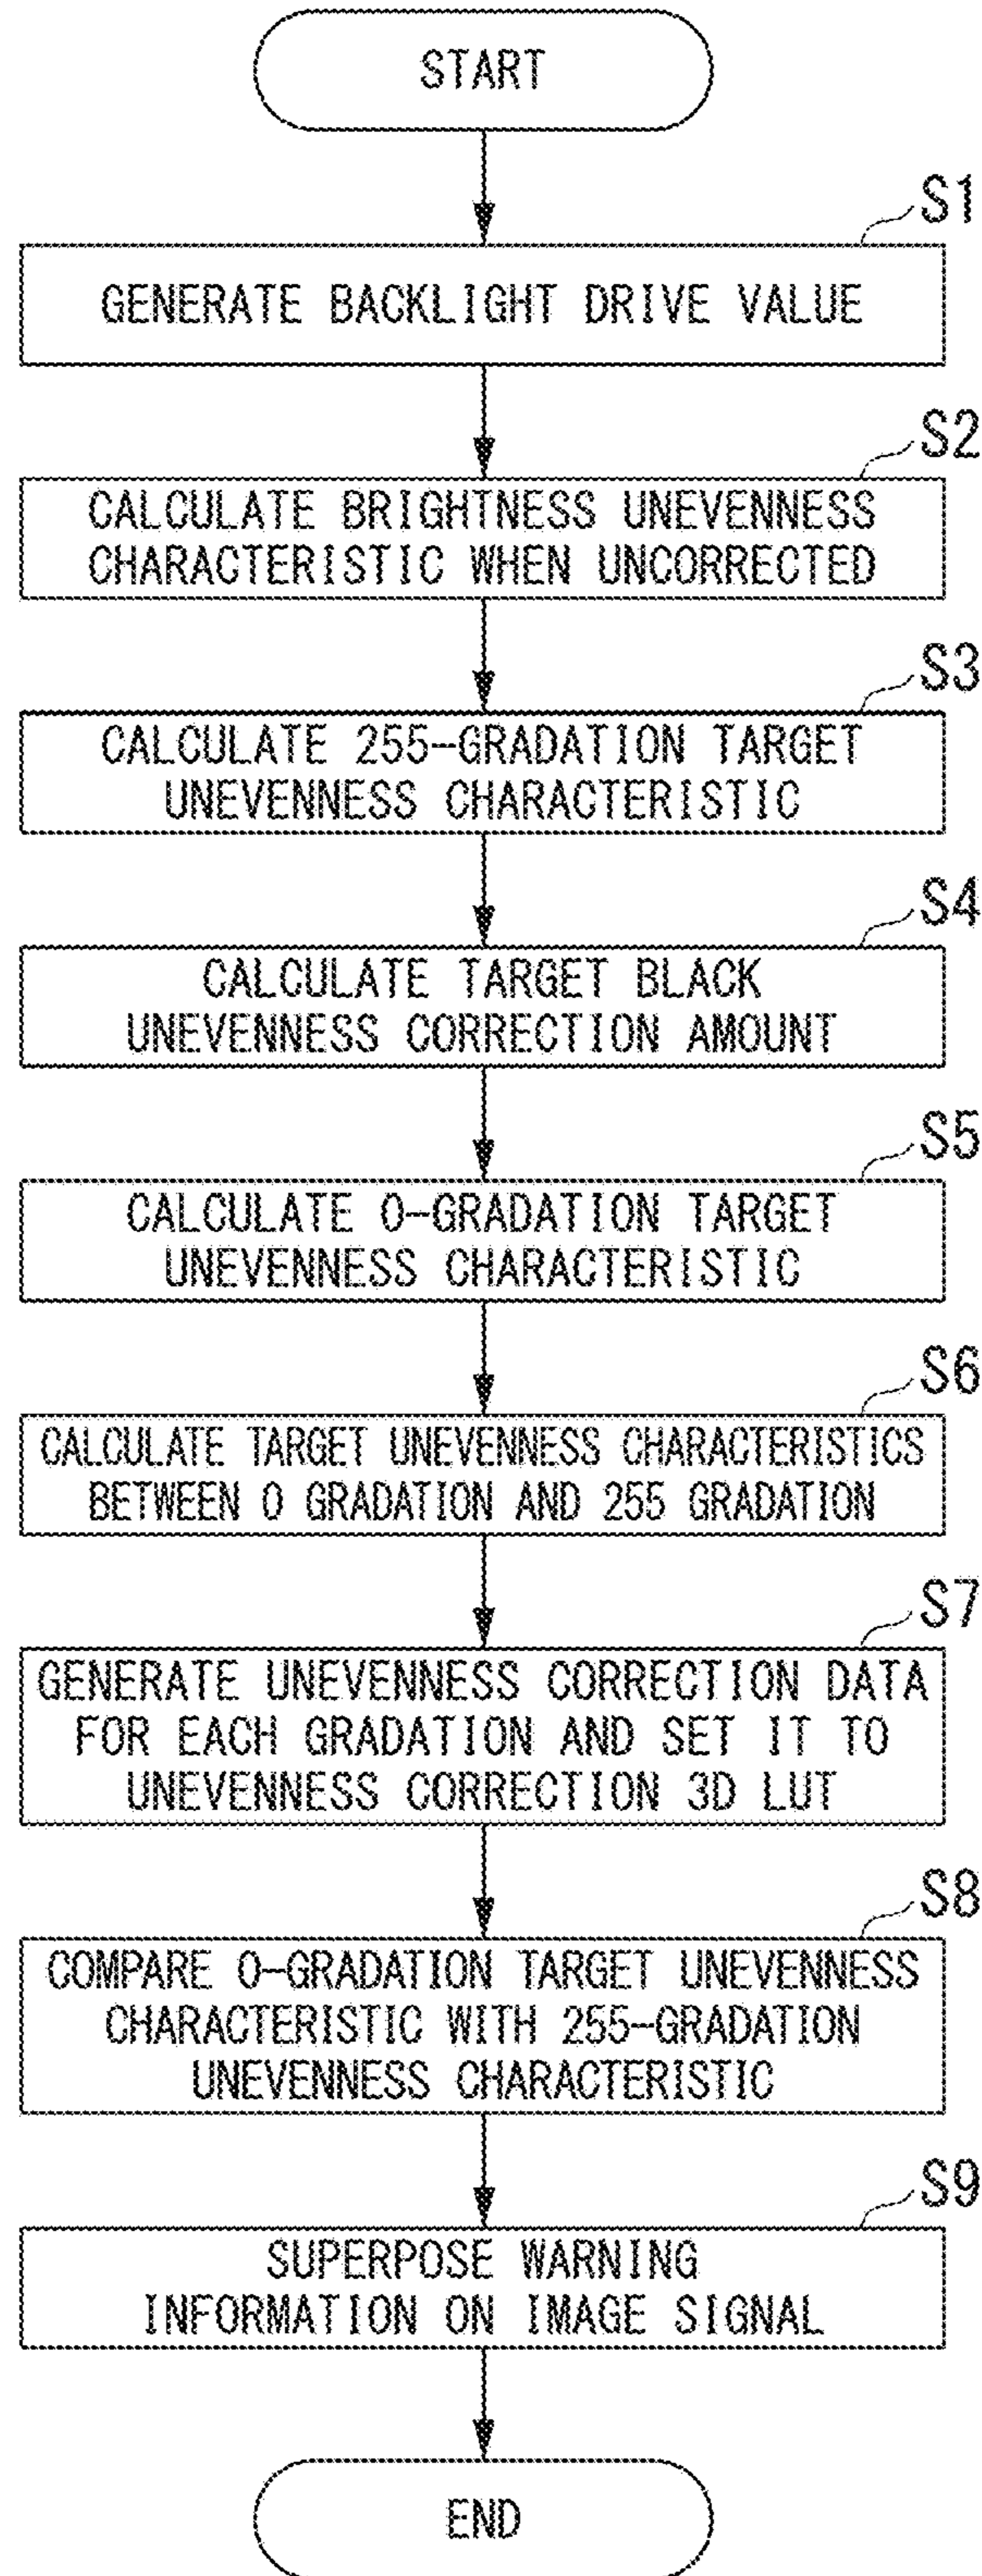 START
S1
GENERATE BACKLIGHT DRIVE VALUE
S2
CALCULATE BRIGHTNESS UNEVENNESS
CHARACTERISTIC WHEN UNCORRECTED
S3
CALCULATE 255-GRADATION TARGET
UNEVENNESS CHARACTERISTIC
S4
CALCULATE TARGET BLACK
UNEVENNESS CORRECTION AMOUNT
S5
CALCULATE 0-GRADATION TARGET
UNEVENNESS CHARACTERISTIC
S6
CALCULATE TARGET UNEVENNESS CHARACTERISTICS
BETWEEN 0 GRADATION AND 255 GRADATION
S7
GENERATE UNEVENNESS CORRECTION DATA
FOR EACH GRADATION AND SET IT TO
UNEVENNESS CORRECTION 3D LUT
S8
COMPARE 0-GRADATION TARGET UNEVENNESS
CHARACTERISTIC WITH 255-GRADATION
UNEVENNESS CHARACTERISTIC
S9
SUPERPOSE WARNING
INFORMATION ON IMAGE SIGNAL
END